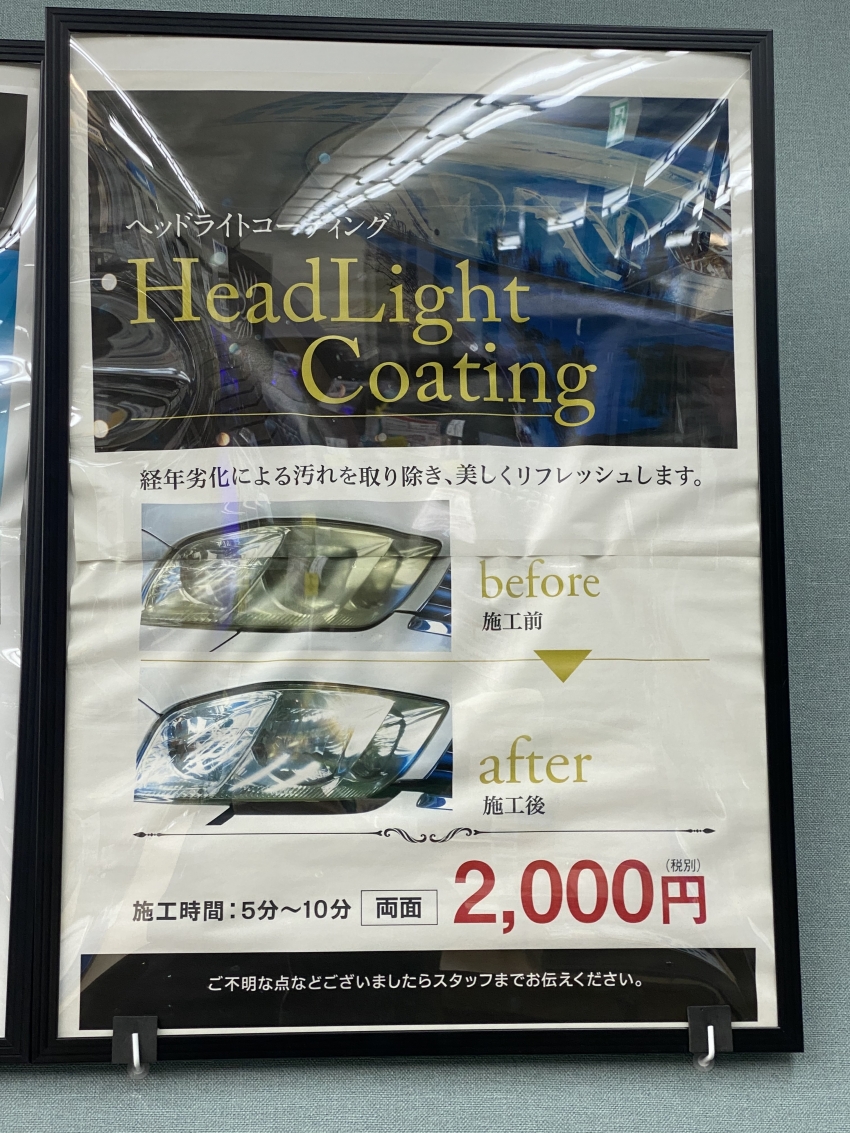 ヘッドライトコーティング
HeadLight
Coating
経年劣化による汚れを取り除き、美しくリフレッシュします。
before
施工前
after
施工後
施工時間：5分〜10分 両面 2,000円 (税別)
ご不明な点などございましたらスタッフまでお伝えください。